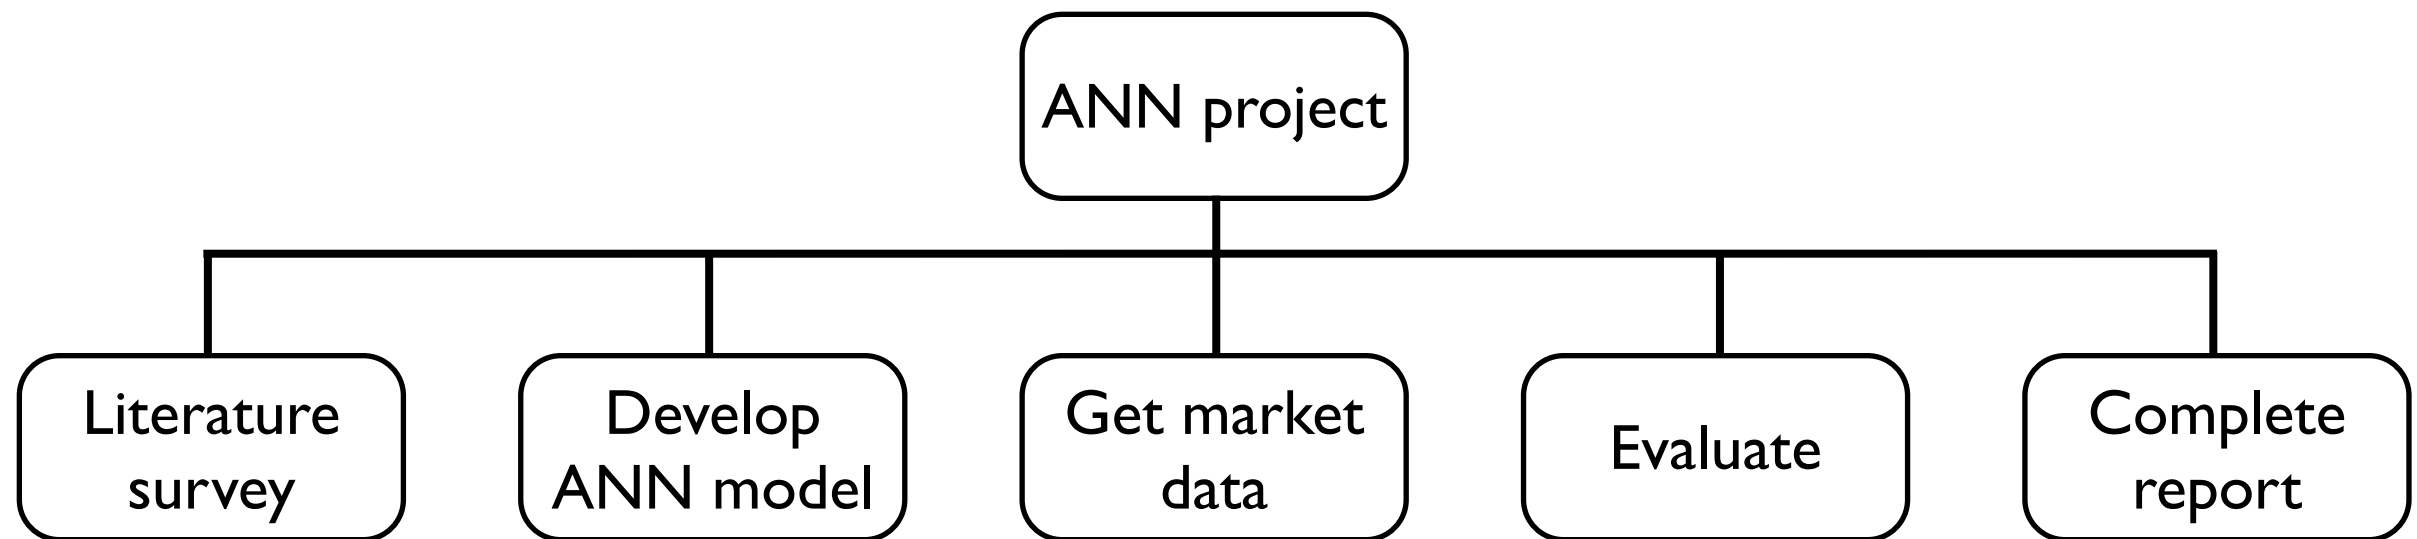 ANN project
Literature
survey
Develop
ANN model
Get market
data
Evaluate
Complete
report